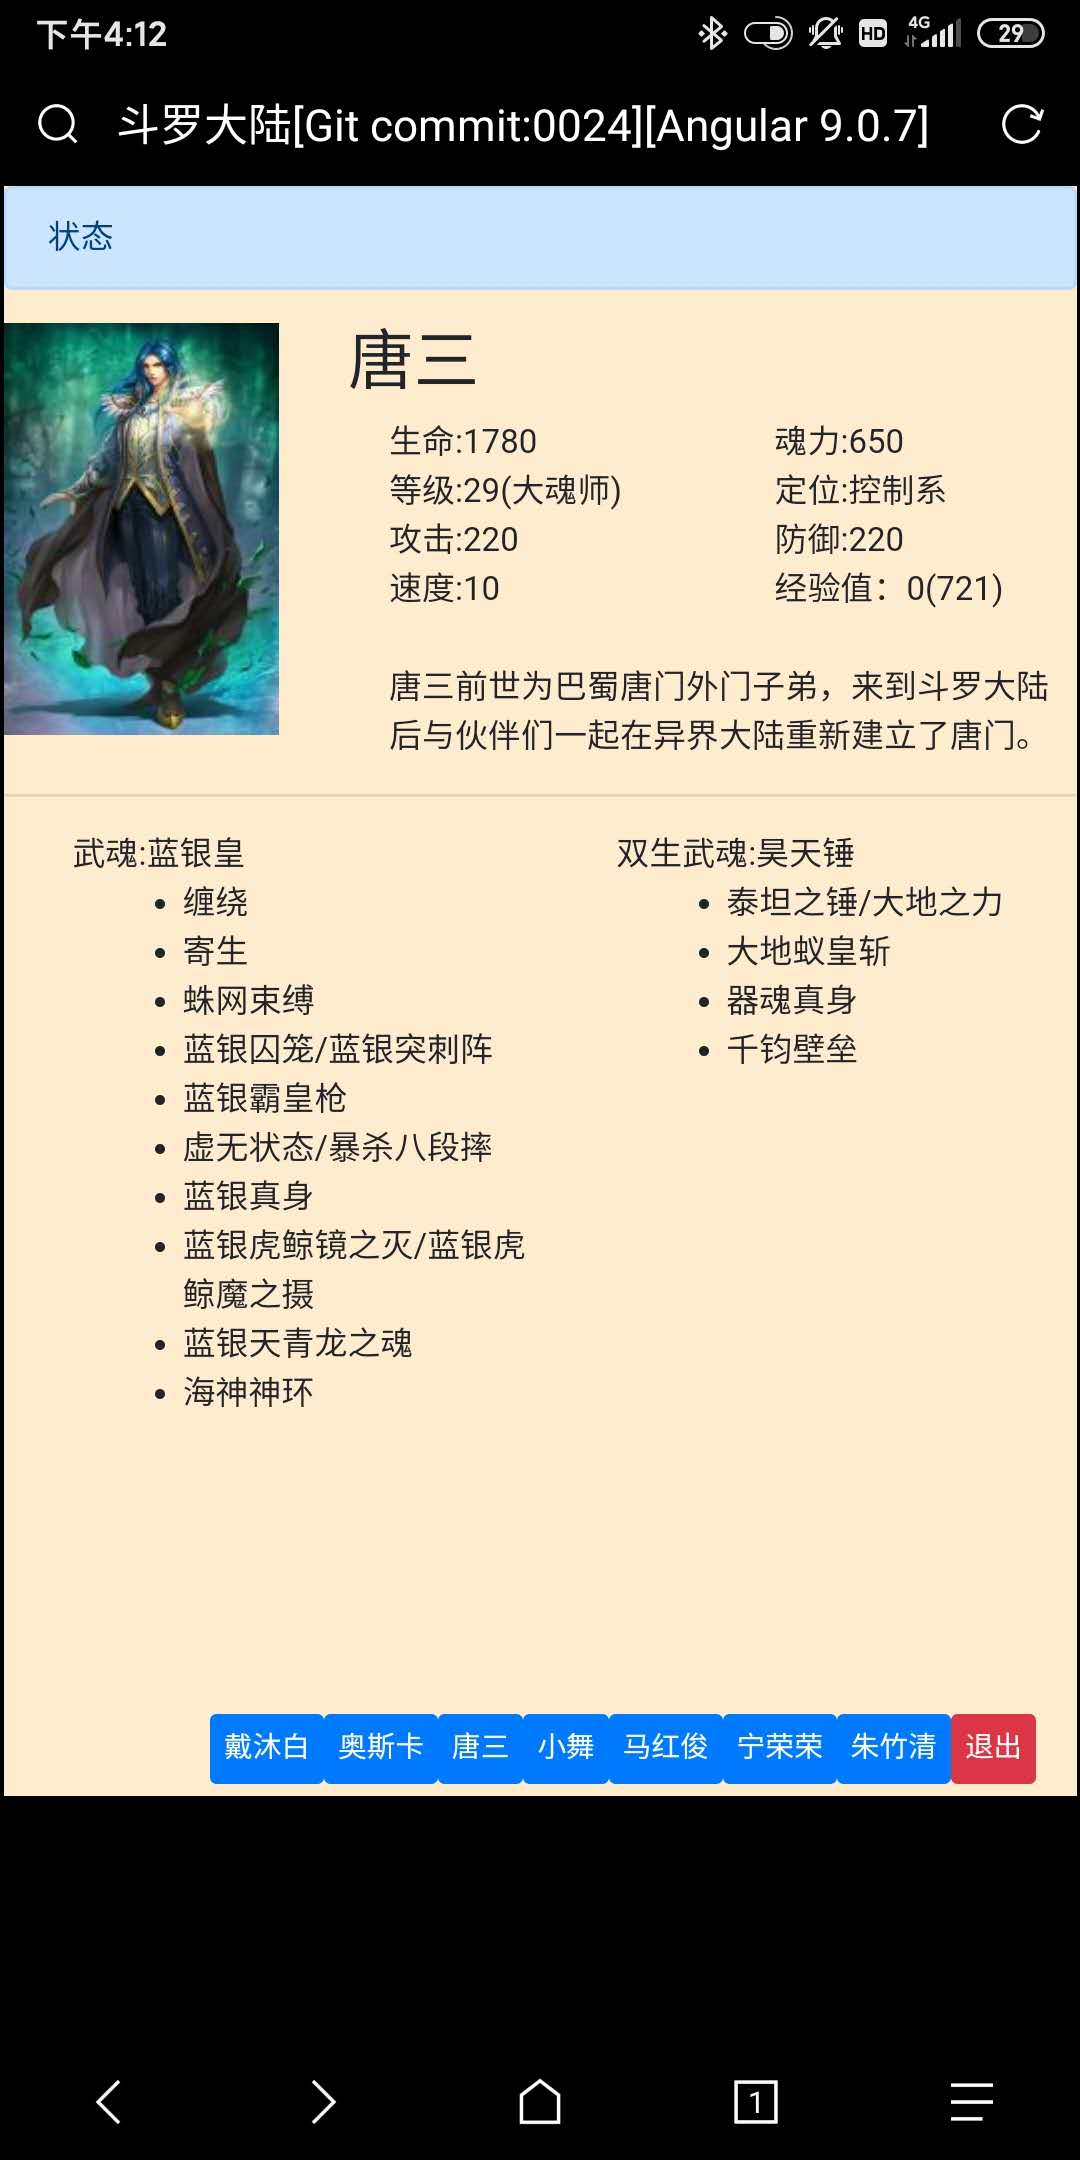 下午4:12
HD 4G 29
斗罗大陆[Git commit:0024][Angular 9.0.7]
状态
唐三
生命:1780 魂力:650
等级:29(大魂师) 定位:控制系
攻击:220 防御:220
速度:10 经验值：0(721)
唐三前世为巴蜀唐门外门子弟，来到斗罗大陆
后与伙伴们一起在异界大陆重新建立了唐门。
武魂:蓝银皇
缠绕
寄生
蛛网束缚
蓝银囚笼/蓝银突刺阵
蓝银霸皇枪
虚无状态/暴杀八段摔
蓝银真身
蓝银虎鲸镜之灭/蓝银虎
鲸魔之摄
蓝银天青龙之魂
海神神环
双生武魂:昊天锤
泰坦之锤/大地之力
大地蚁皇斩
器魂真身
千钧壁垒
戴沐白 奥斯卡 唐三 小舞 马红俊 宁荣荣 朱竹清 退出
1